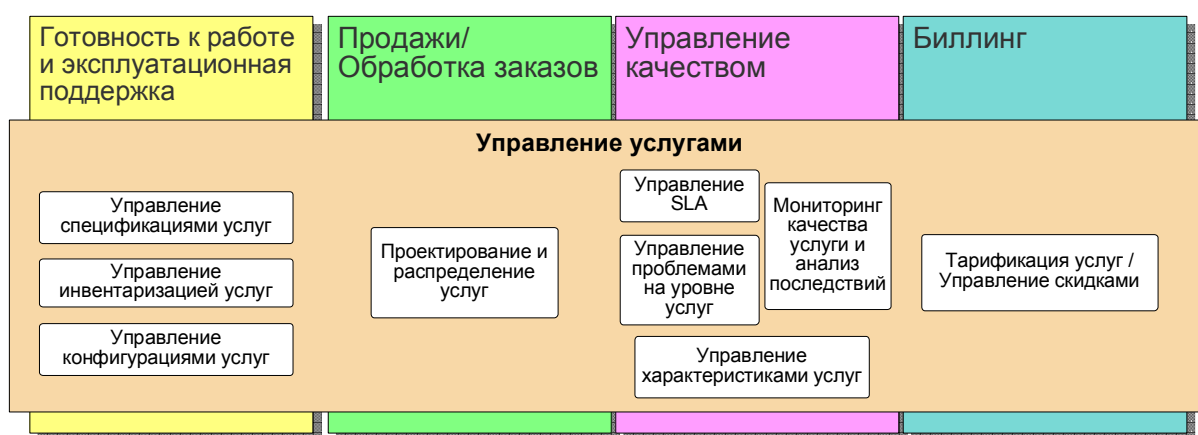 Готовность к работе
и эксплуатационная
поддержка
Продажи/
Обработка заказов
Управление
качеством
Биллинг
Управление услугами
Управление
спецификациями услуг
Управление
инвентаризацией услуг
Управление
конфигурациями услуг
Проектирование и
распределение
услуг
Управление
SLA
Управление
проблемами
на уровне
услуг
Мониторинг
качества
услуги и
анализ
последствий
Управление
характеристиками услуг
Тарификация услуг /
Управление скидками